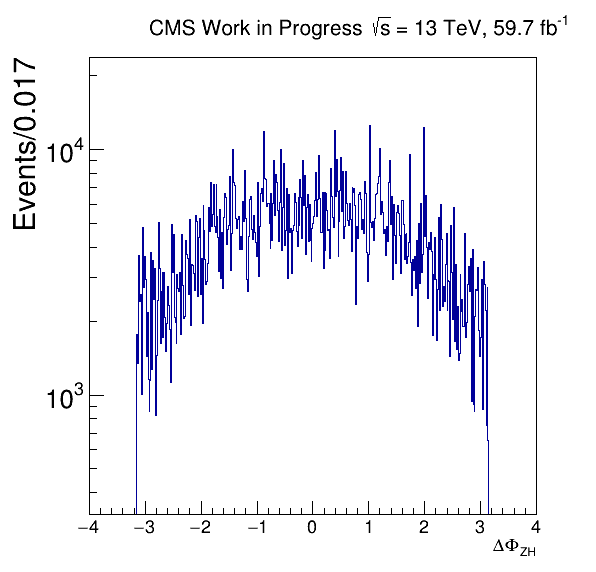 CMS Work in Progress √s = 13 TeV, 59.7 fb⁻¹
Events/0.017
10⁴
10³
−4 −3 −2 −1 0 1 2 3 4
ΔΦ_ZH